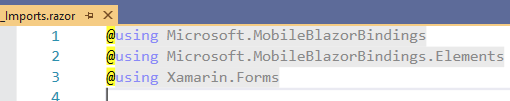 _Imports.razor
1 @using Microsoft.MobileBlazorBindings
2 @using Microsoft.MobileBlazorBindings.Elements
3 @using Xamarin.Forms
4